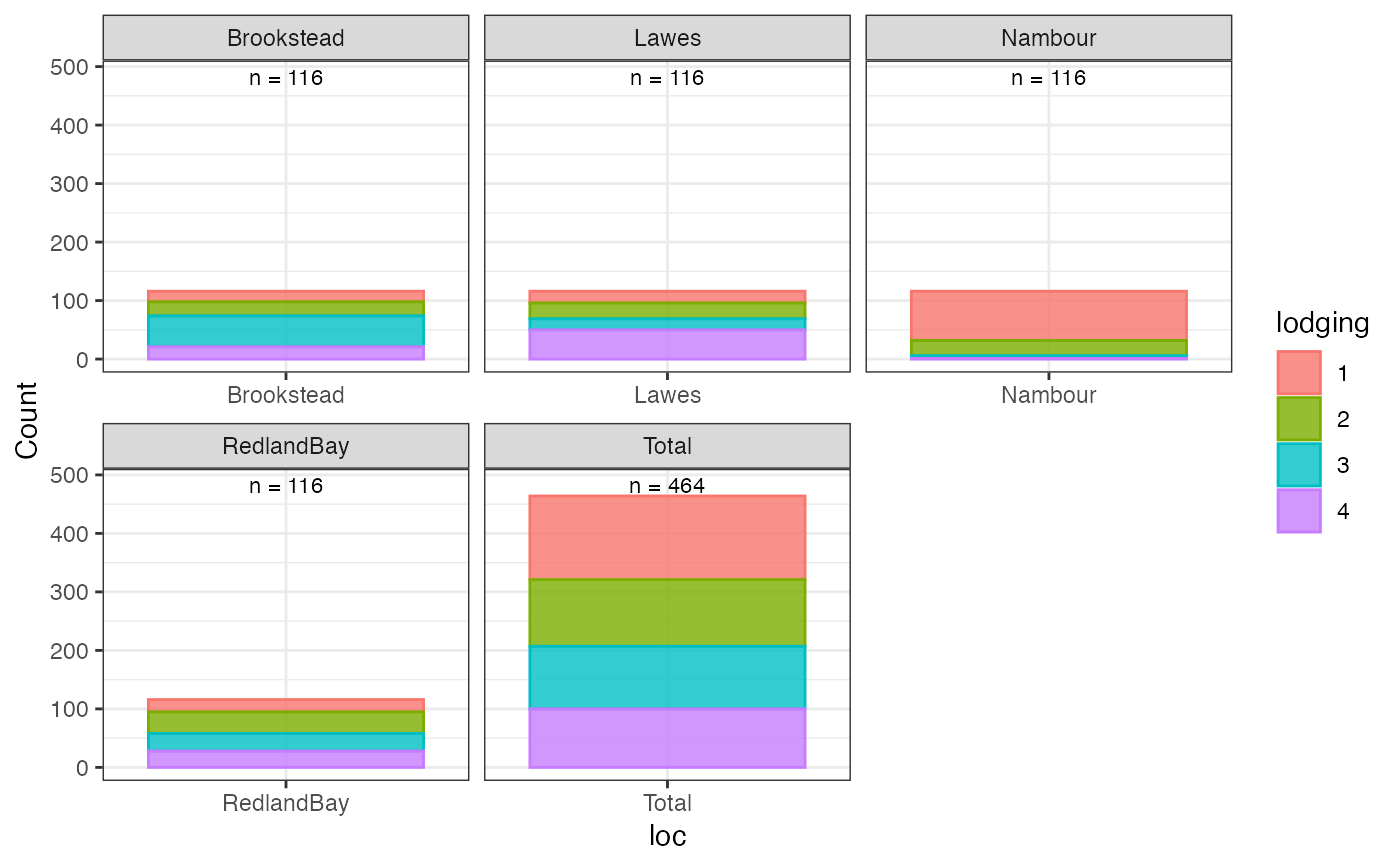 Brookstead
Lawes
Nambour
n = 116
n = 116
n = 116
500
400
300
200
100
0
Brookstead
Lawes
Nambour
Count
RedlandBay
Total
n = 116
n = 464
500
400
300
200
100
0
RedlandBay
Total
loc
lodging
1
2
3
4